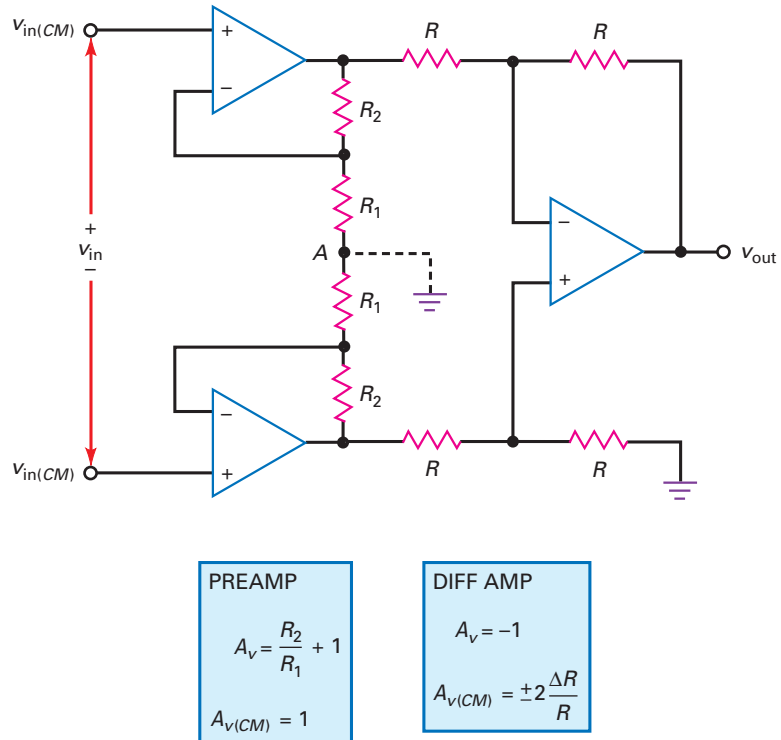 v_in(CM)
+
−
R
R
R_2
R_1
+
v_in
−
A
−
+
v_out
R_1
R_2
−
+
v_in(CM)
R
R
PREAMP
A_v = R_2/R_1 + 1
A_v(CM) = 1
DIFF AMP
A_v = −1
A_v(CM) = ±2 ΔR/R